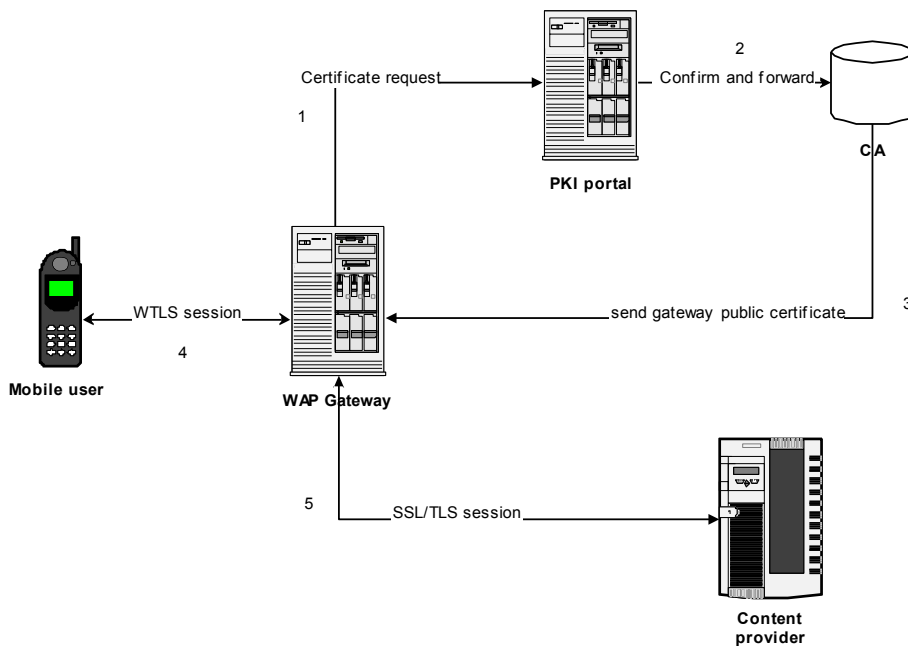 2
Certificate request
Confirm and forward
1
CA
PKI portal
WTLS session
send gateway public certificate
3
4
Mobile user
WAP Gateway
5
SSL/TLS session
Content
provider